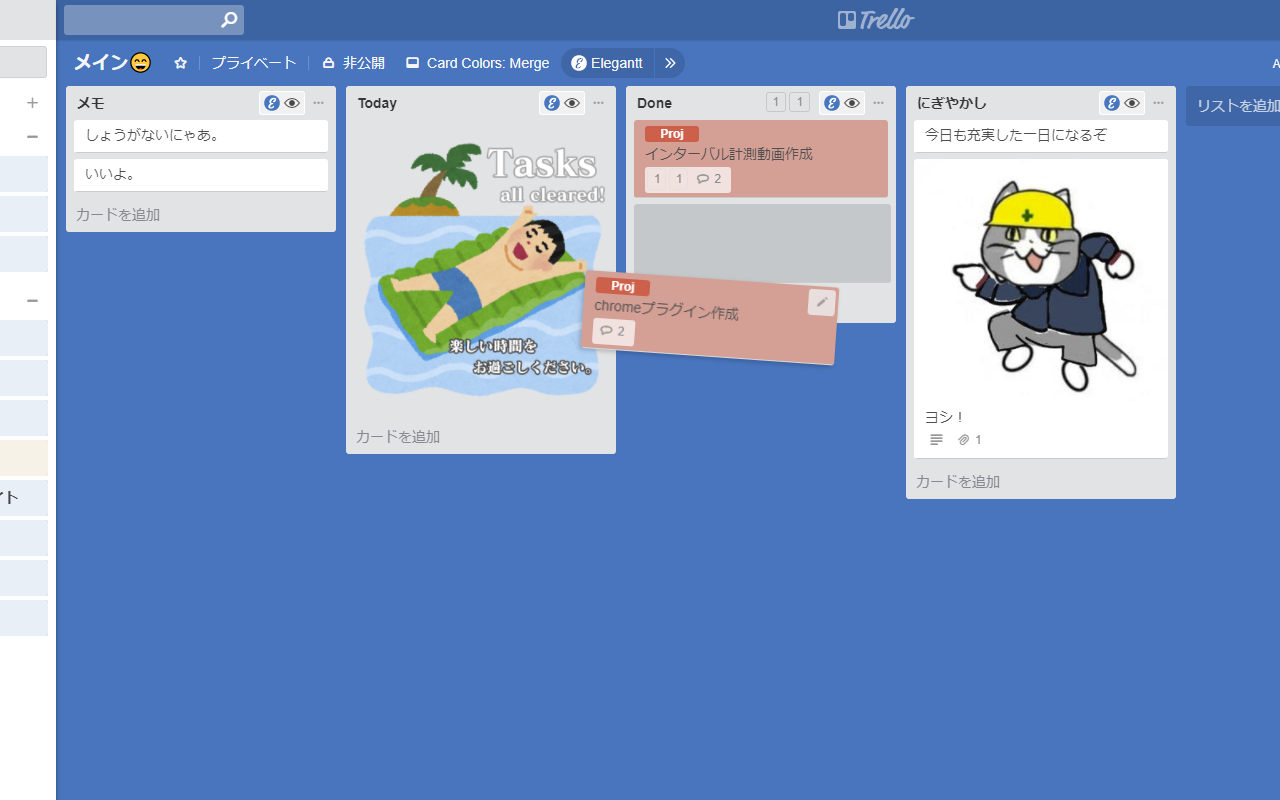 Trello
メイン😄
プライベート
非公開
Card Colors: Merge
Elegantt
メモ
しょうがないにゃあ。
いいよ。
カードを追加
Today
Tasks
all cleared!
楽しい時間を
お過ごしください。
カードを追加
Done
1 1
Proj
インターバル計測動画作成
1 1 2
Proj
chromeプラグイン作成
2
にぎやかし
今日も充実した一日になるぞ
ヨシ！
1
カードを追加
リストを追加
イト